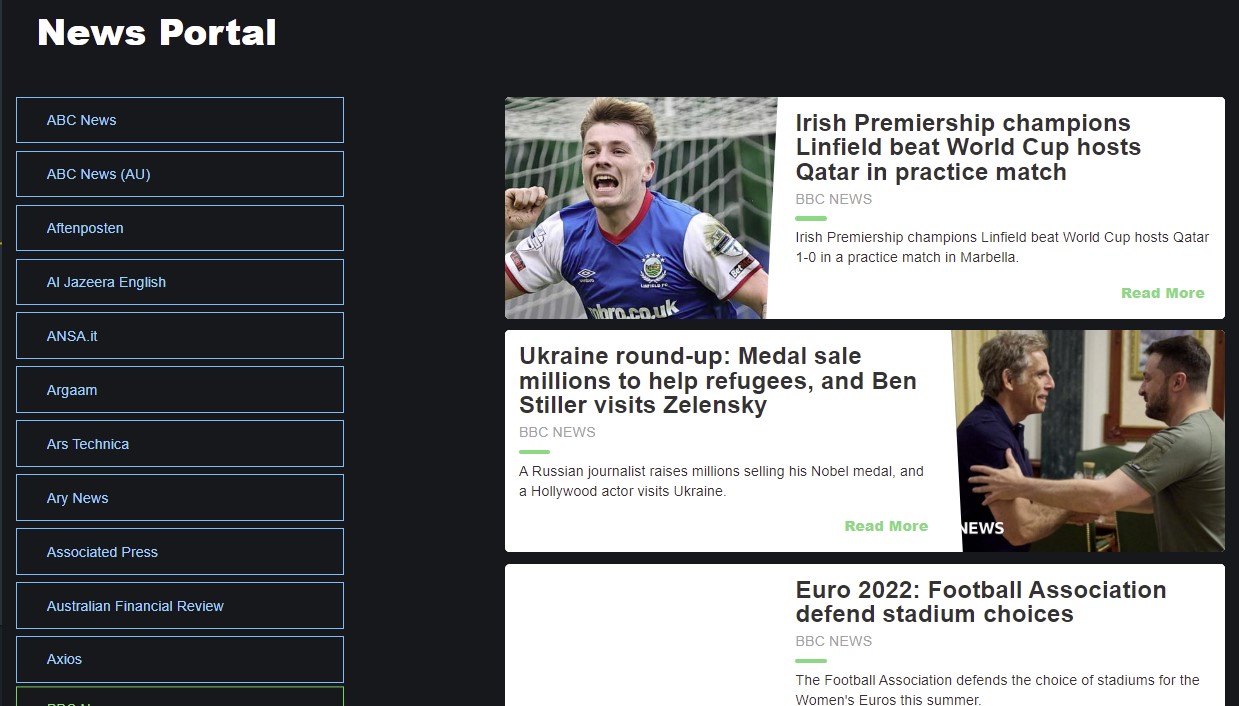 News Portal
ABC News
ABC News (AU)
Aftenposten
Al Jazeera English
ANSA.it
Argaam
Ars Technica
Ary News
Associated Press
Australian Financial Review
Axios
Irish Premiership champions
Linfield beat World Cup hosts
Qatar in practice match
BBC NEWS
Irish Premiership champions Linfield beat World Cup hosts Qatar
1-0 in a practice match in Marbella.
Read More
Ukraine round-up: Medal sale
millions to help refugees, and Ben
Stiller visits Zelensky
BBC NEWS
A Russian journalist raises millions selling his Nobel medal, and
a Hollywood actor visits Ukraine.
Read More
NEWS
Euro 2022: Football Association
defend stadium choices
BBC NEWS
The Football Association defends the choice of stadiums for the
Women's Euros this summer.